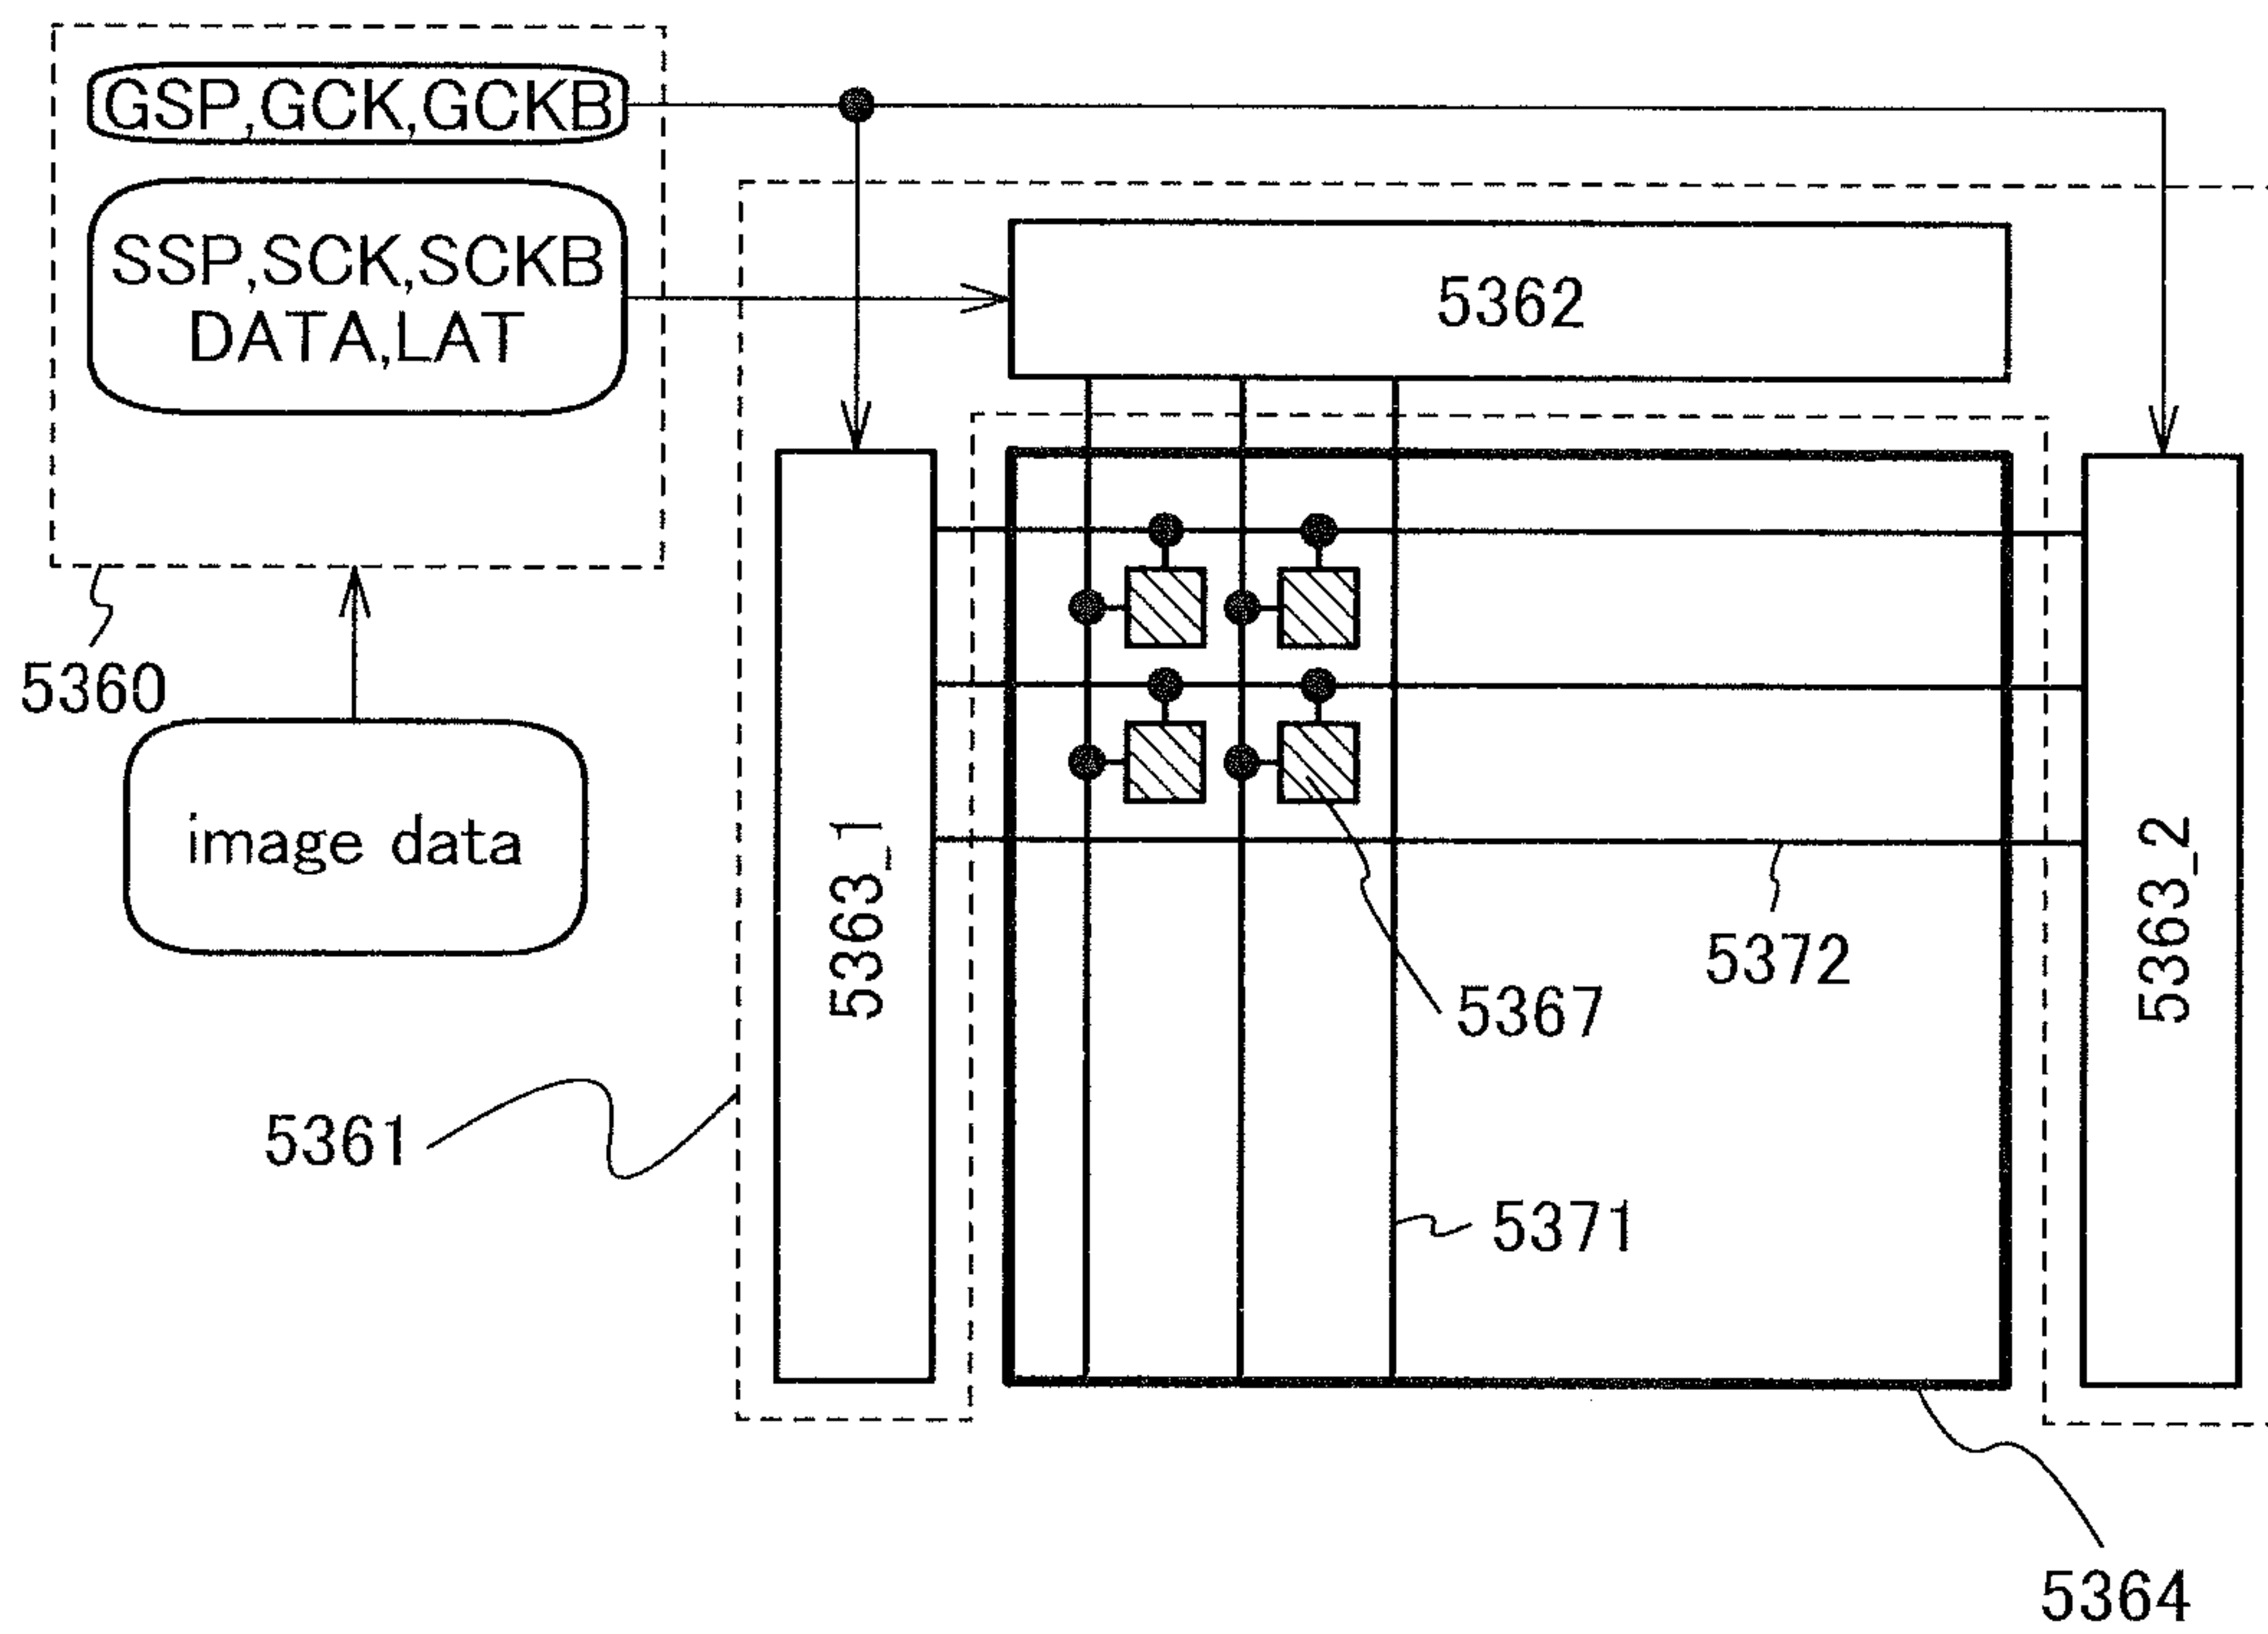 GSP,GCK,GCKB
SSP,SCK,SCKB
DATA,LAT
5362
5360
image data
5363_1
5363_2
5372
5367
5361
5371
5364